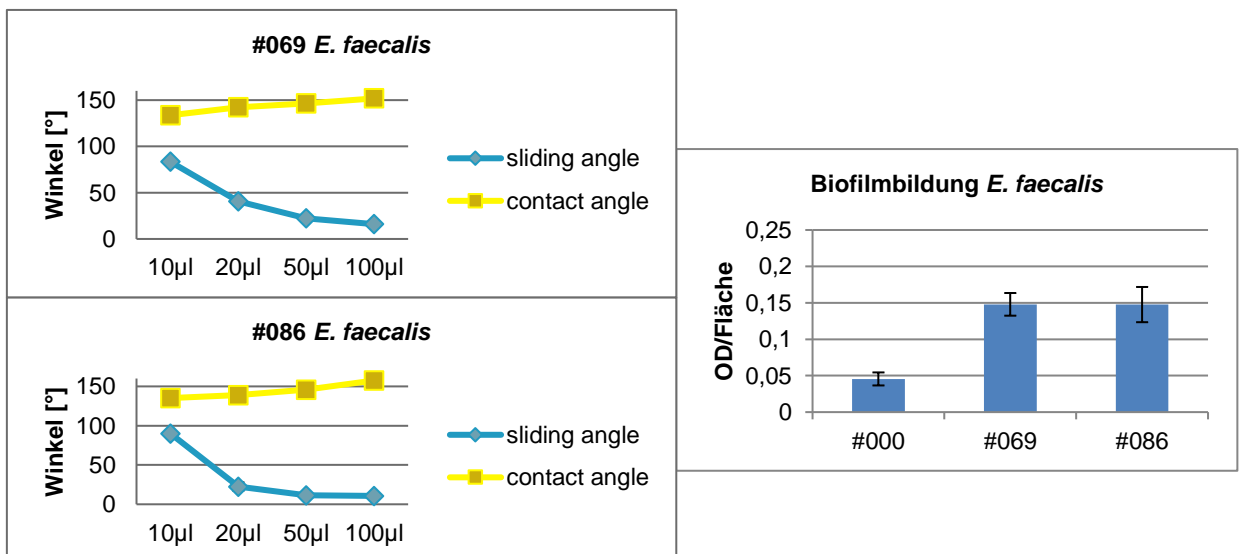 #069 E. faecalis
Winkel [°]
150
100
50
0
10µl 20µl 50µl 100µl
sliding angle
contact angle
#086 E. faecalis
Winkel [°]
150
100
50
0
10µl 20µl 50µl 100µl
sliding angle
contact angle
Biofilmbildung E. faecalis
OD/Fläche
0,25
0,2
0,15
0,1
0,05
0
#000 #069 #086